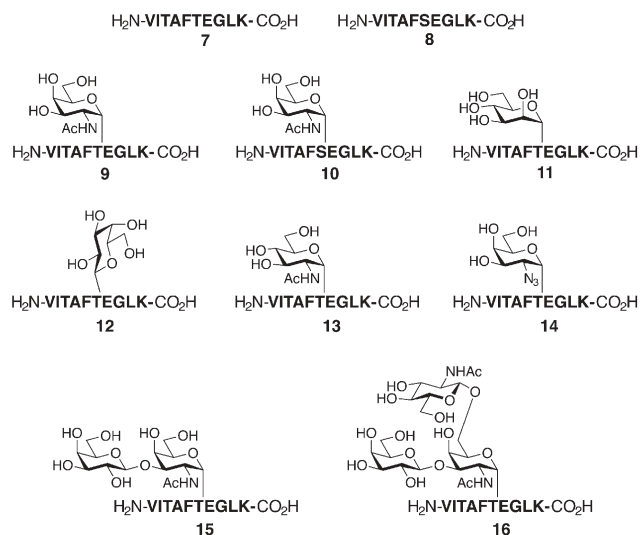 H₂N-VITAFTEGLK-CO₂H
7
H₂N-VITAFSEGLK-CO₂H
8
HO OH
O
HO
AcHN
H₂N-VITAFTEGLK-CO₂H
9
HO OH
O
HO
AcHN
H₂N-VITAFSEGLK-CO₂H
10
HO OH
HO O
HO
H₂N-VITAFTEGLK-CO₂H
11
HO
OH
OH
HO O
H₂N-VITAFTEGLK-CO₂H
12
OH
HO O
HO
AcHN
H₂N-VITAFTEGLK-CO₂H
13
HO OH
O
HO
N₃
H₂N-VITAFTEGLK-CO₂H
14
HO OH
HO OH
O
O
HO
O
OH
AcHN
H₂N-VITAFTEGLK-CO₂H
15
NHAc
HO
O
HO
O
OH
HO OH
HO
O
O
HO
O
OH
AcHN
H₂N-VITAFTEGLK-CO₂H
16